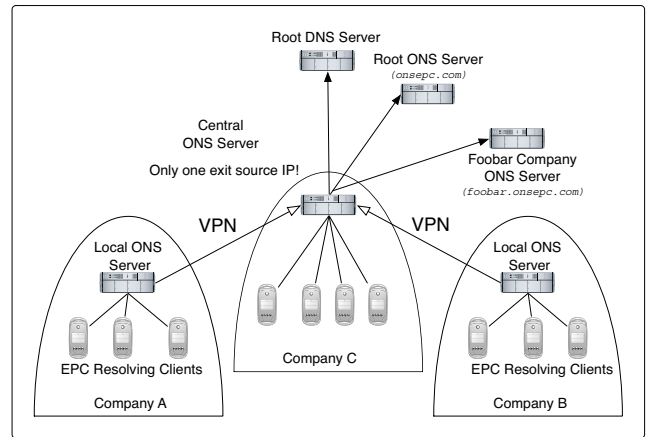 Root DNS Server
Root ONS Server
(onsepc.com)
Central
ONS Server
Only one exit source IP!
Foobar Company
ONS Server
(foobar.onsepc.com)
VPN
VPN
Local ONS
Server
Local ONS
Server
EPC Resolving Clients
Company C
EPC Resolving Clients
Company A
Company B